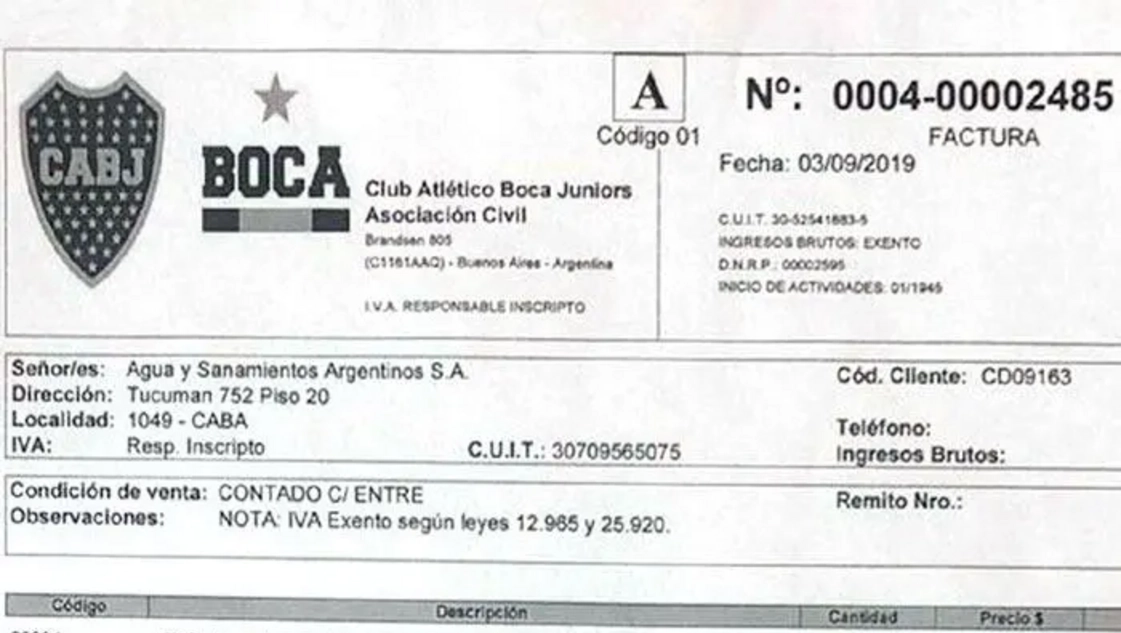 CABJ
BOCA
Club Atlético Boca Juniors
Asociación Civil
Brandsen 805
(C1161AAQ) - Buenos Aires - Argentina
I.V.A. RESPONSABLE INSCRIPTO
A
Código 01
Nº: 0004-00002485
FACTURA
Fecha: 03/09/2019
C.U.I.T. 30-52541883-5
INGRESOS BRUTOS: EXENTO
D.N.R.P.: 00002595
INICIO DE ACTIVIDADES: 01/1945
Señor/es: Agua y Sanamientos Argentinos S.A.
Dirección: Tucuman 752 Piso 20
Localidad: 1049 - CABA
IVA: Resp. Inscripto C.U.I.T.: 30709565075
Cód. Cliente: CD09163
Teléfono:
Ingresos Brutos:
Condición de venta: CONTADO C/ ENTRE
Observaciones: NOTA: IVA Exento según leyes 12.965 y 25.920.
Remito Nro.:
Código Descripción Cantidad Precio $